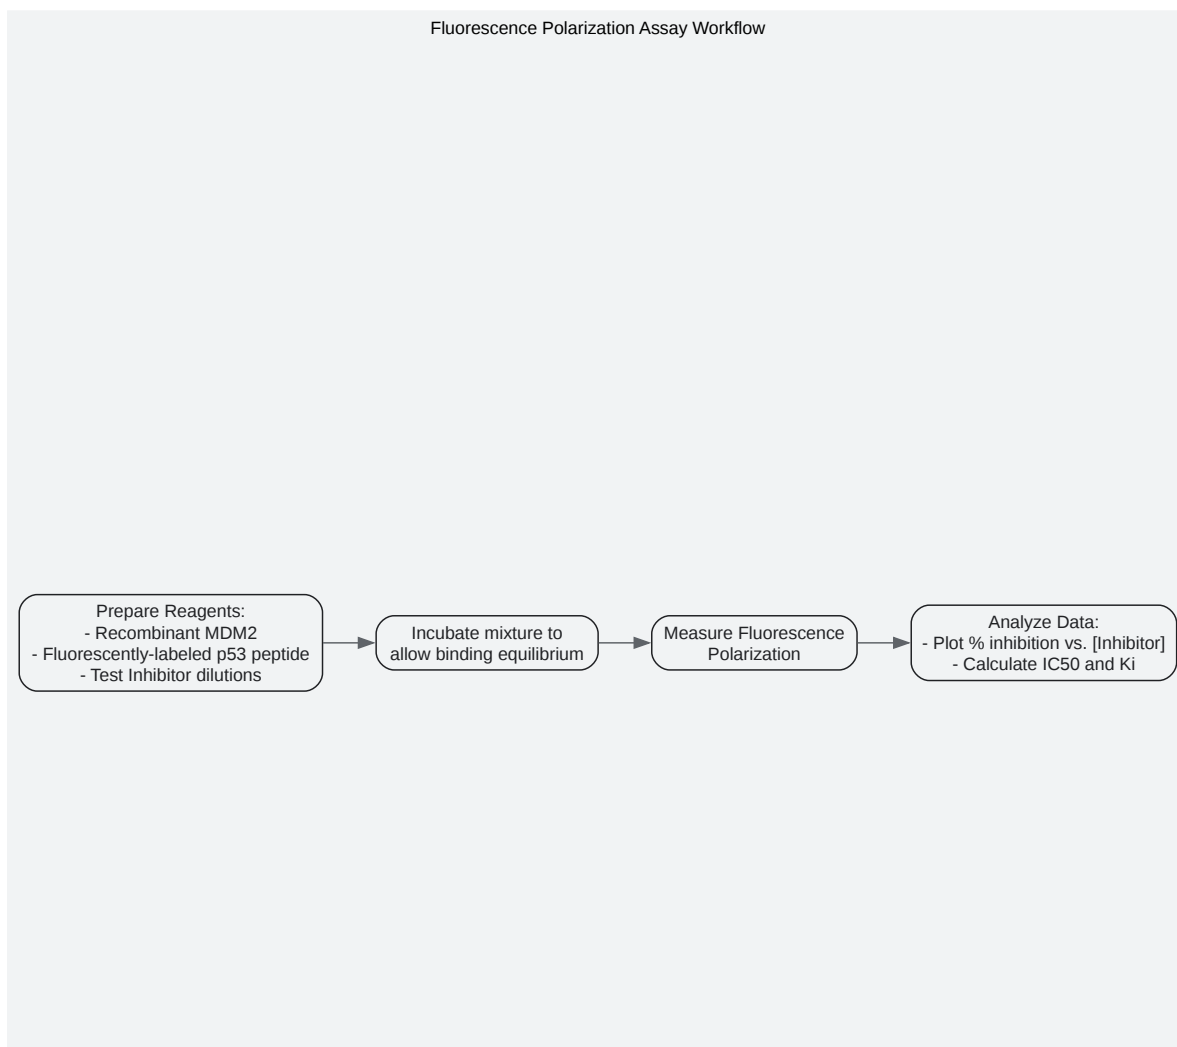 Fluorescence Polarization Assay Workflow
Prepare Reagents:
- Recombinant MDM2
- Fluorescently-labeled p53 peptide
- Test Inhibitor dilutions
Incubate mixture to
allow binding equilibrium
Measure Fluorescence
Polarization
Analyze Data:
- Plot % inhibition vs. [Inhibitor]
- Calculate IC50 and Ki